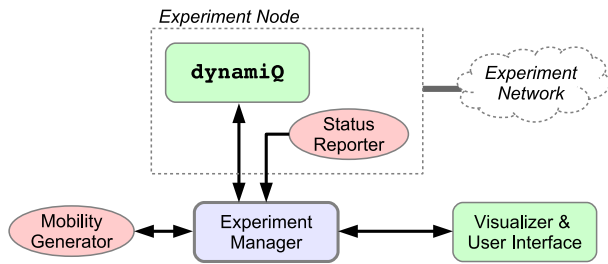 Experiment Node
dynamiQ
Experiment
Network
Status
Reporter
Mobility
Generator
Experiment
Manager
Visualizer &
User Interface